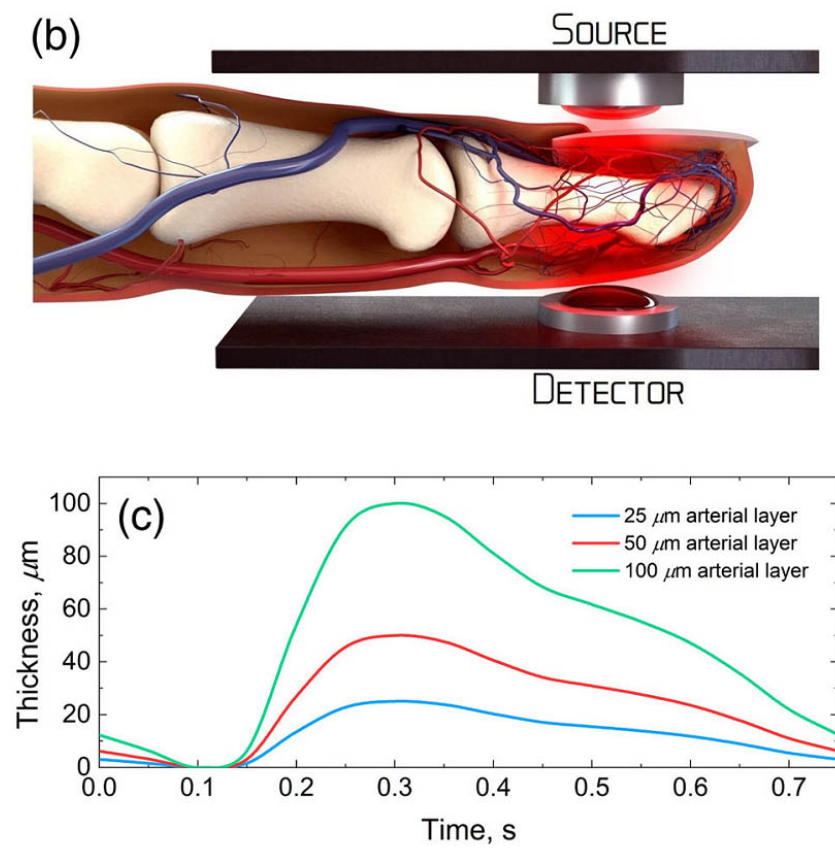 (b)
SOURCE
DETECTOR
(c)
25 μm arterial layer
50 μm arterial layer
100 μm arterial layer
Thickness, μm
100
80
60
40
20
0
0.0 0.1 0.2 0.3 0.4 0.5 0.6 0.7
Time, s